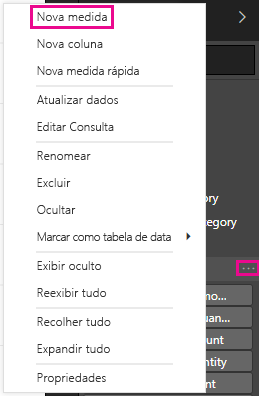 Nova medida
Nova coluna
Nova medida rápida
Atualizar dados
Editar Consulta
Renomear
Excluir
Ocultar
ory
tegory
Marcar como tabela de data
Exibir oculto
...
Reexibir tudo
mo...
Recolher tudo
uan...
Expandir tudo
unt
ntity
Propriedades
nt